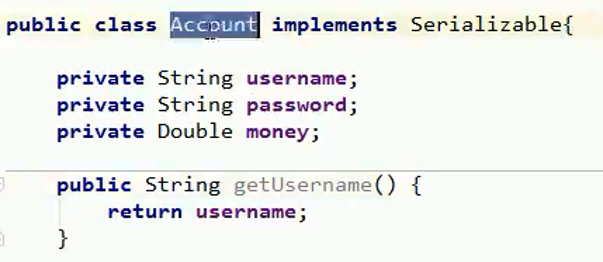 public class Account implements Serializable{
private String username;
private String password;
private Double money;
public String getUsername() {
return username;
}